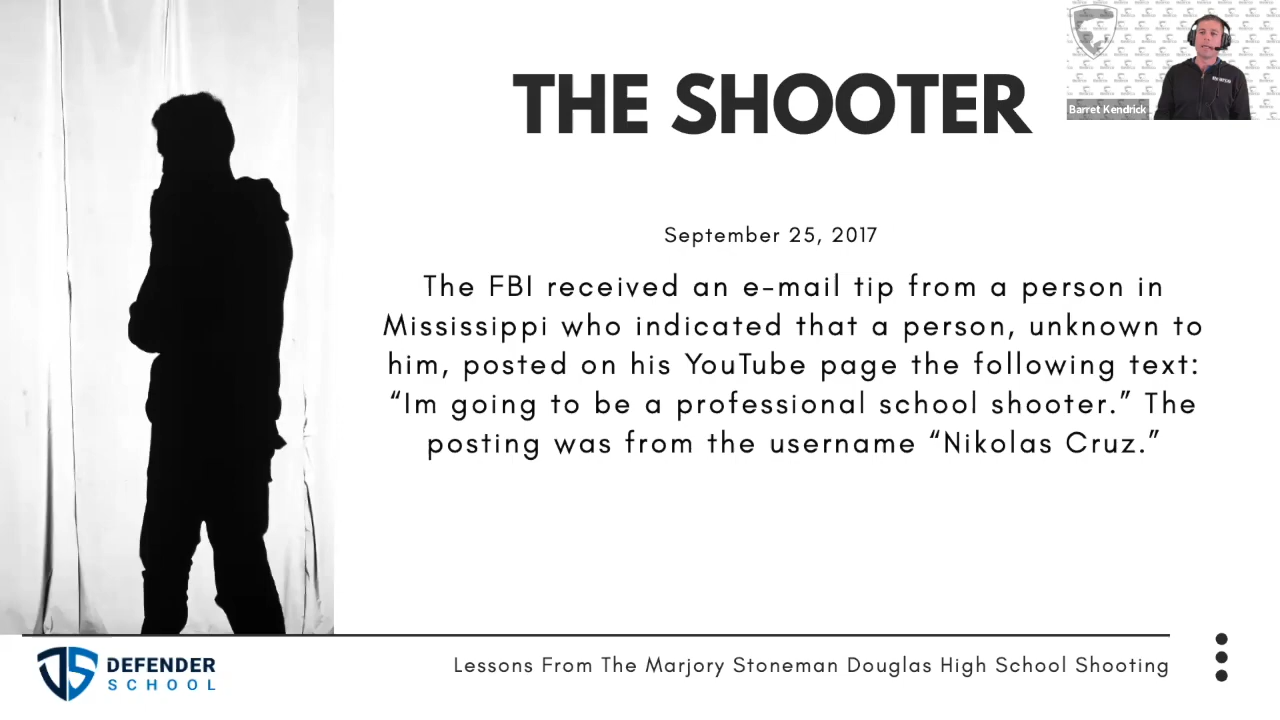 THE SHOOTER
Barret Kendrick
September 25, 2017
The FBI received an e-mail tip from a person in
Mississippi who indicated that a person, unknown to
him, posted on his YouTube page the following text:
“Im going to be a professional school shooter.” The
posting was from the username “Nikolas Cruz.”
DEFENDER
SCHOOL
Lessons From The Marjory Stoneman Douglas High School Shooting